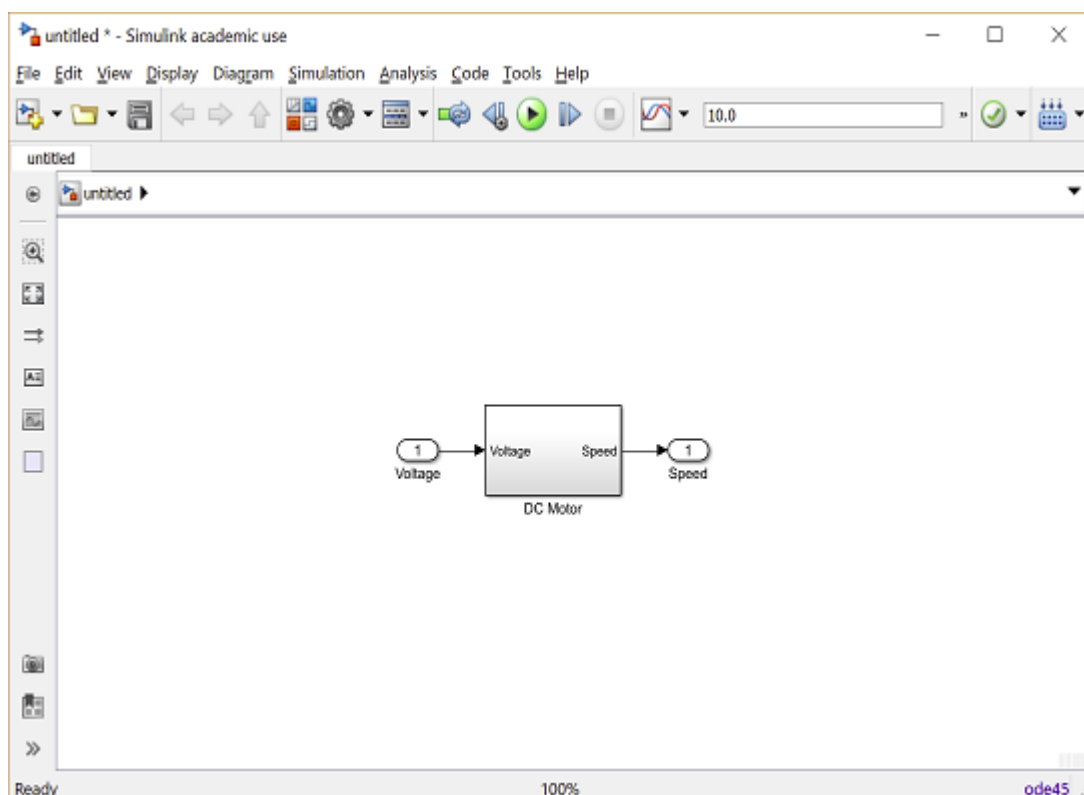 untitled * - Simulink academic use
File Edit View Display Diagram Simulation Analysis Code Tools Help
10.0 »
untitled
untitled
1 Voltage Speed 1
Voltage Speed
DC Motor
Ready 100% ode45